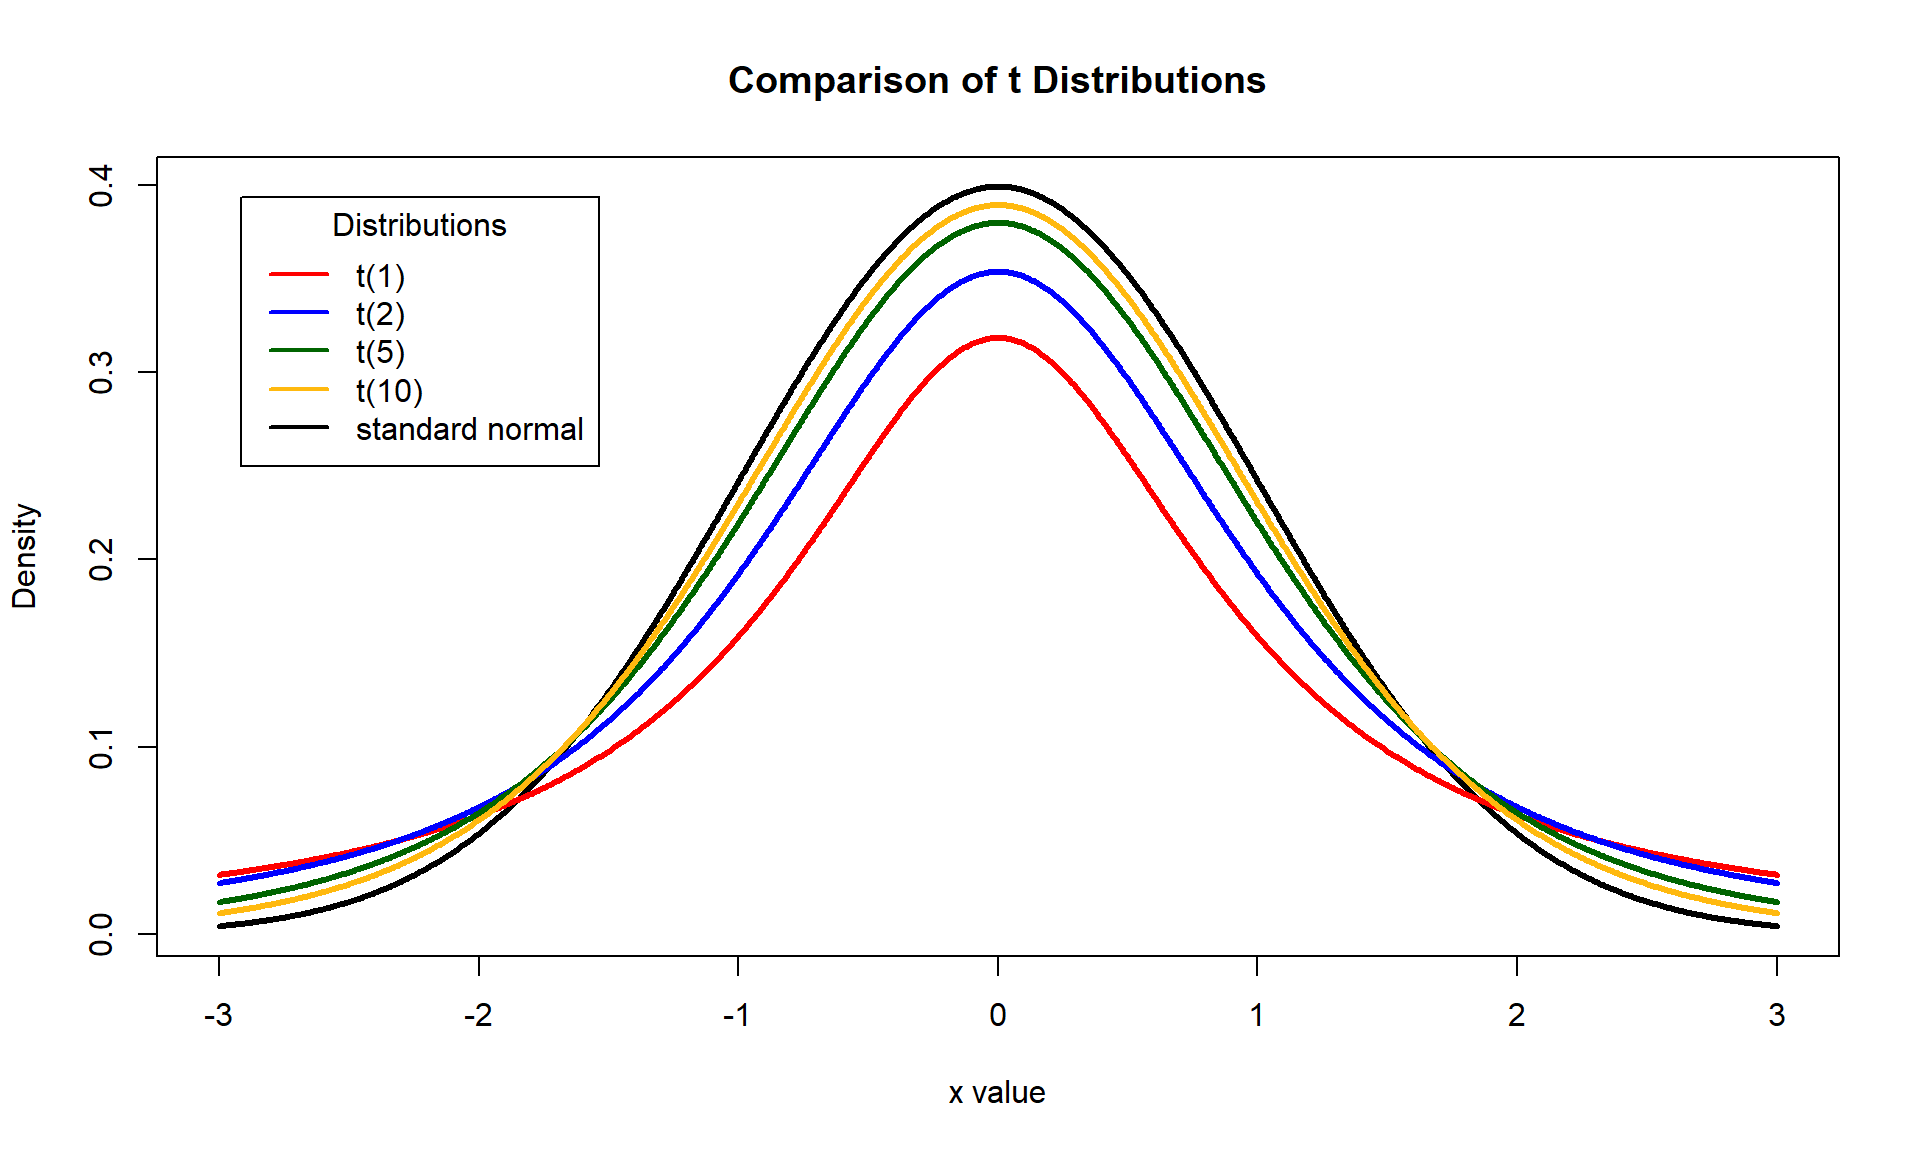 Comparison of t Distributions
Distributions
t(1)
t(2)
t(5)
t(10)
standard normal
Density
0.4
0.3
0.2
0.1
0.0
-3 -2 -1 0 1 2 3
x value